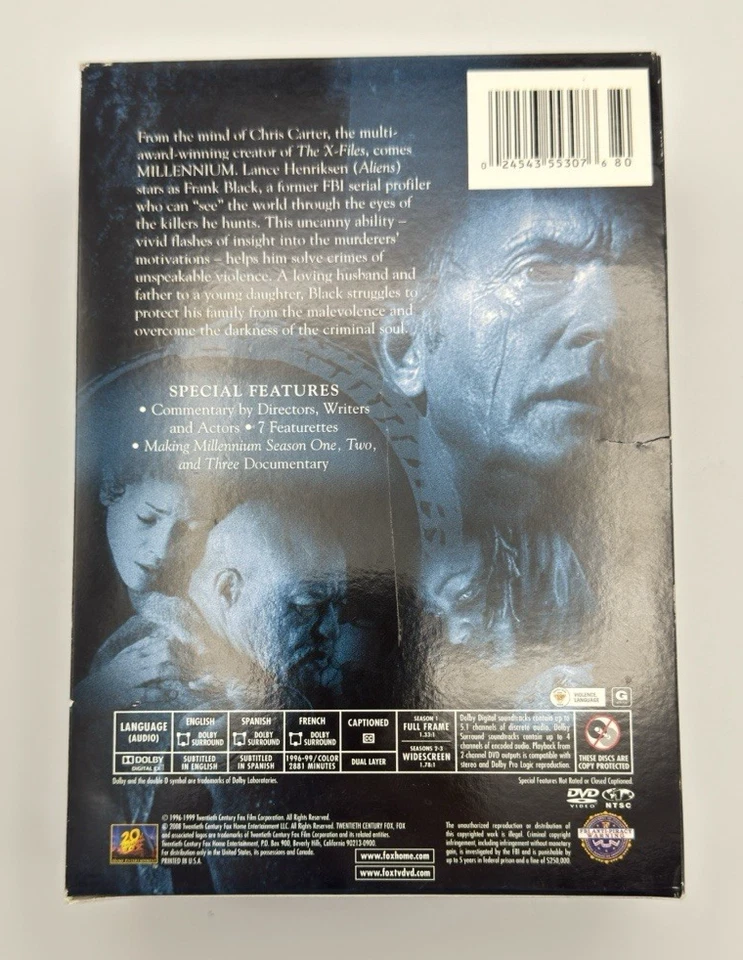 0 24543 55307 6 80
From the mind of Chris Carter, the multi-
award-winning creator of The X-Files, comes
MILLENNIUM. Lance Henriksen (Aliens)
stars as Frank Black, a former FBI serial profiler
who can "see" the world through the eyes of
the killers he hunts. This uncanny ability –
vivid flashes of insight into the murderers'
motivations – helps him solve crimes of
unspeakable violence. A loving husband and
father to a young daughter, Black struggles to
protect his family from the malevolence and
overcome the darkness of the criminal soul.
SPECIAL FEATURES
• Commentary by Directors, Writers
and Actors • 7 Featurettes
• Making Millennium Season One, Two,
and Three Documentary
VIOLENCE, LANGUAGE
G
LANGUAGE (AUDIO)
ENGLISH DOLBY SURROUND
SPANISH DOLBY SURROUND
FRENCH DOLBY SURROUND
CAPTIONED CC
SEASON 1 FULL FRAME 1.33:1
DOLBY DIGITAL EX
SUBTITLED IN ENGLISH
SUBTITLED IN SPANISH
1996-99/COLOR 2881 MINUTES
DUAL LAYER
SEASONS 2-3 WIDESCREEN 1.78:1
Dolby Digital soundtracks contain up to
5.1 channels of discrete audio. Dolby
Surround soundtracks contain up to 4
channels of encoded audio. Playback from
2-channel DVD outputs is compatible with
stereo and Dolby Pro Logic reproduction.
THESE DISCS ARE
COPY PROTECTED
Dolby and the double-D symbol are trademarks of Dolby Laboratories.
Special Features Not Rated or Closed Captioned.
DVD VIDEO NTSC
© 1996-1999 Twentieth Century Fox Film Corporation. All Rights Reserved.
© 2008 Twentieth Century Fox Home Entertainment LLC. All Rights Reserved. TWENTIETH CENTURY FOX, FOX
and associated logos are trademarks of Twentieth Century Fox Film Corporation and its related entities.
Twentieth Century Fox Home Entertainment, P.O. Box 900, Beverly Hills, California 90213-0900.
For distribution only in the United States, its possessions and Canada.
PRINTED IN U.S.A.
20
www.foxhome.com
www.foxtvdvd.com
The unauthorized reproduction or distribution of
this copyrighted work is illegal. Criminal copyright
infringement, including infringement without monetary
gain, is investigated by the FBI and is punishable by
up to 5 years in federal prison and a fine of $250,000.
FBI ANTI-PIRACY
WARNING